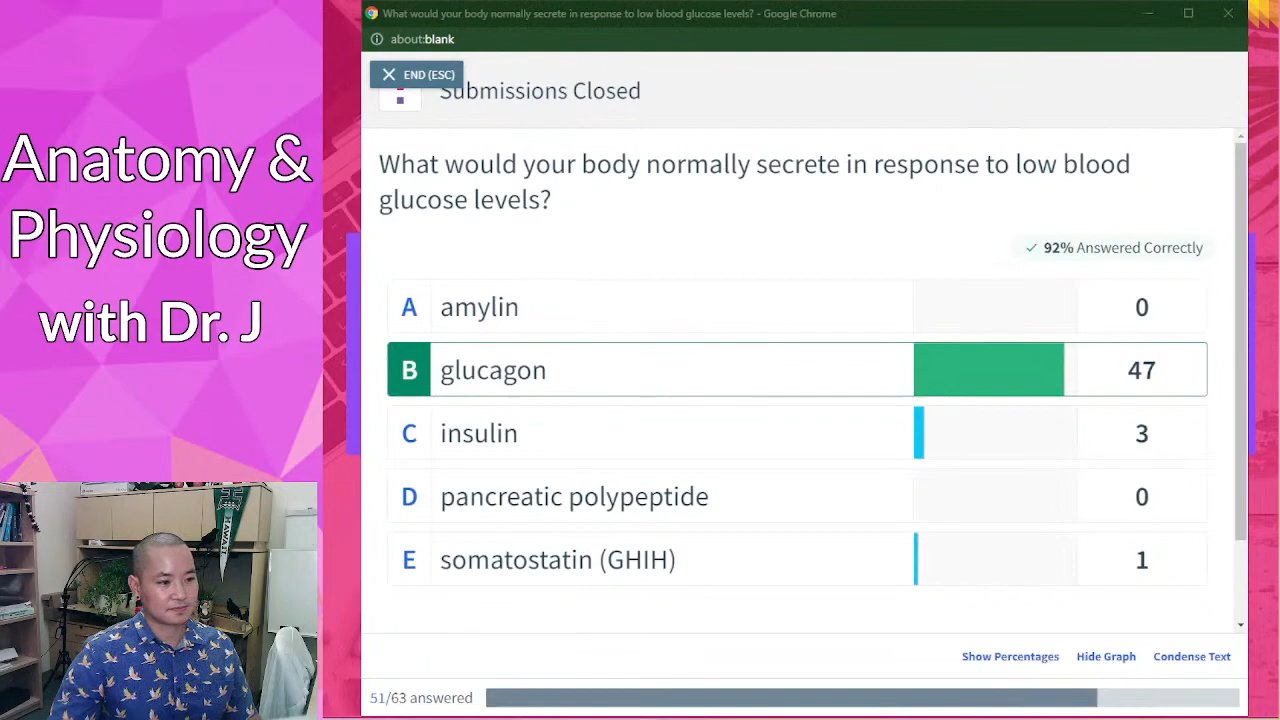 Anatomy &
Physiology
with Dr. J
What would your body normally secrete in response to low blood glucose levels? - Google Chrome
about:blank
END (ESC)
Submissions Closed
What would your body normally secrete in response to low blood
glucose levels?
92% Answered Correctly
A amylin 0
B glucagon 47
C insulin 3
D pancreatic polypeptide 0
E somatostatin (GHIH) 1
Show Percentages Hide Graph Condense Text
51/63 answered
HAWAI'I